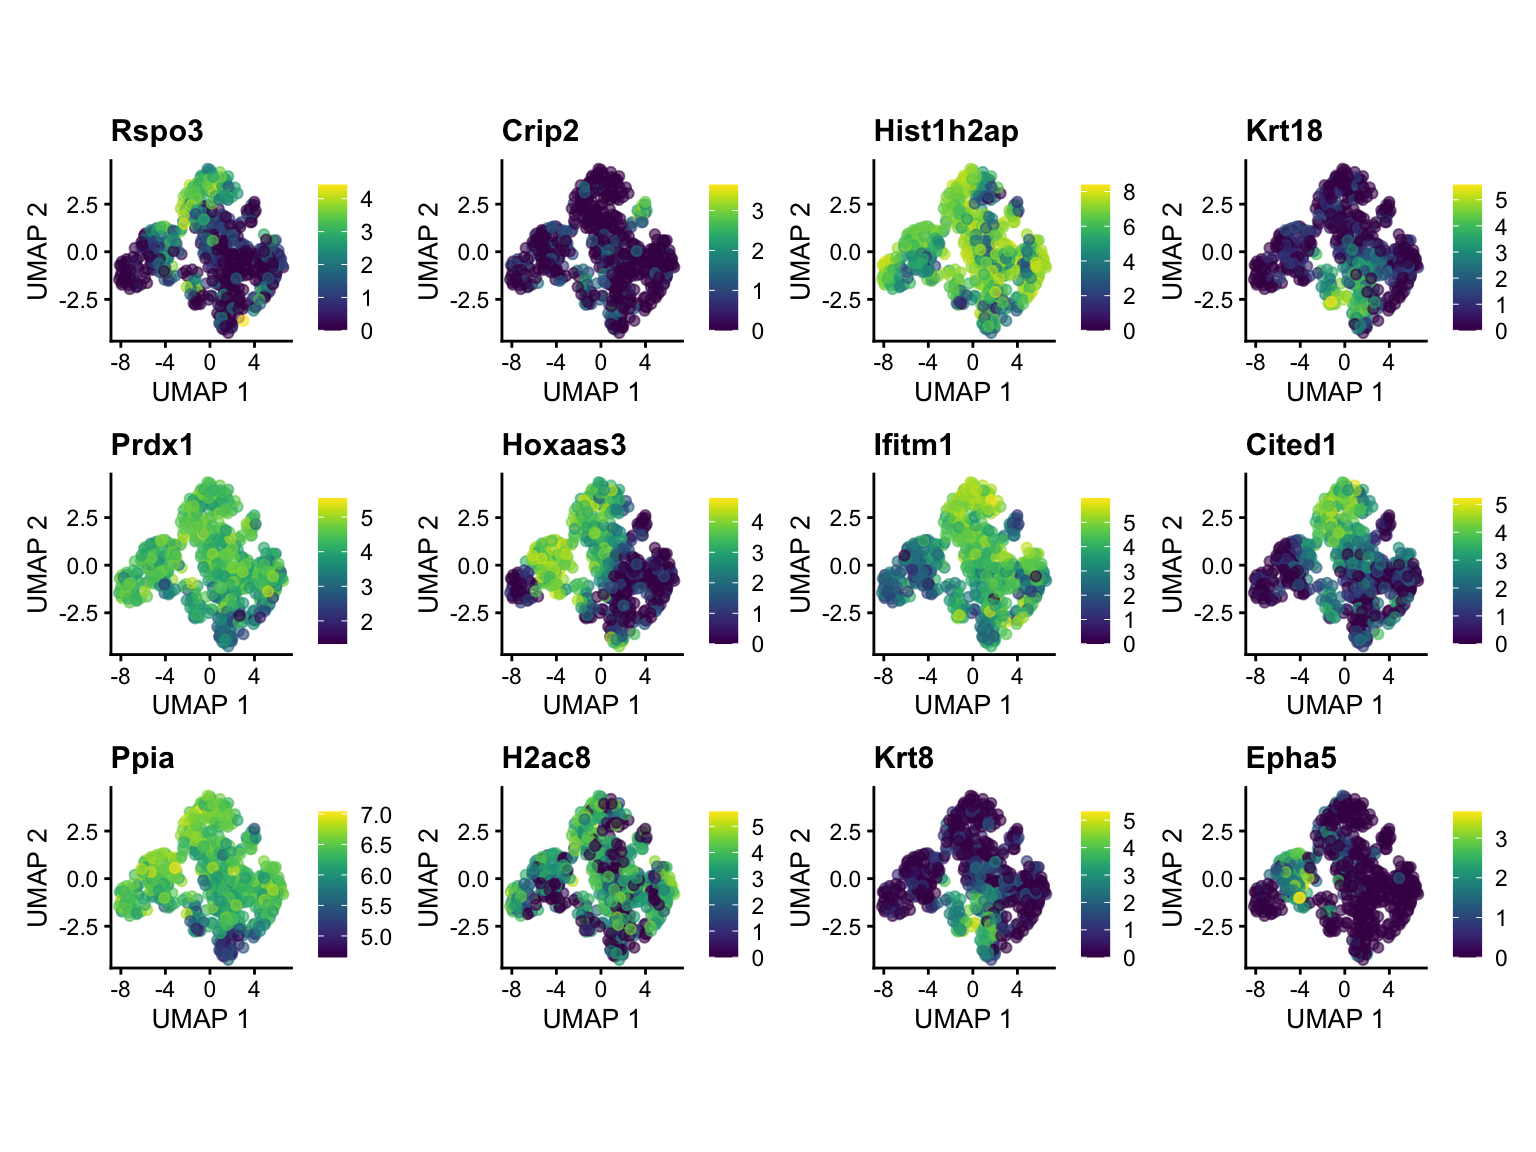 Rspo3 Crip2 Hist1h2ap Krt18
UMAP 2 2.5 0.0 -2.5 4 3 2 1 0 UMAP 2 2.5 0.0 -2.5 3 2 1 0 UMAP 2 2.5 0.0 -2.5 8 6 4 2 0 UMAP 2 2.5 0.0 -2.5 5 4 3 2 1 0
-8 -4 0 4 -8 -4 0 4 -8 -4 0 4 -8 -4 0 4
UMAP 1 UMAP 1 UMAP 1 UMAP 1
Prdx1 Hoxaas3 Ifitm1 Cited1
UMAP 2 2.5 0.0 -2.5 5 4 3 2 UMAP 2 2.5 0.0 -2.5 4 3 2 1 0 UMAP 2 2.5 0.0 -2.5 5 4 3 2 1 0 UMAP 2 2.5 0.0 -2.5 5 4 3 2 1 0
-8 -4 0 4 -8 -4 0 4 -8 -4 0 4 -8 -4 0 4
UMAP 1 UMAP 1 UMAP 1 UMAP 1
Ppia H2ac8 Krt8 Epha5
UMAP 2 2.5 0.0 -2.5 7.0 6.5 6.0 5.5 5.0 UMAP 2 2.5 0.0 -2.5 5 4 3 2 1 0 UMAP 2 2.5 0.0 -2.5 5 4 3 2 1 0 UMAP 2 2.5 0.0 -2.5 3 2 1 0
-8 -4 0 4 -8 -4 0 4 -8 -4 0 4 -8 -4 0 4
UMAP 1 UMAP 1 UMAP 1 UMAP 1